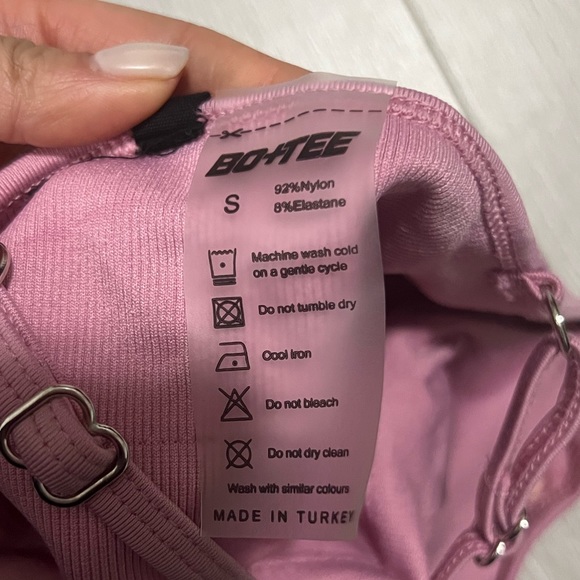 BO+TEE
S
92%Nylon
8%Elastane
Machine wash cold
on a gentle cycle
Do not tumble dry
Cool Iron
Do not bleach
Do not dry clean
Wash with similar colours
MADE IN TURKEY